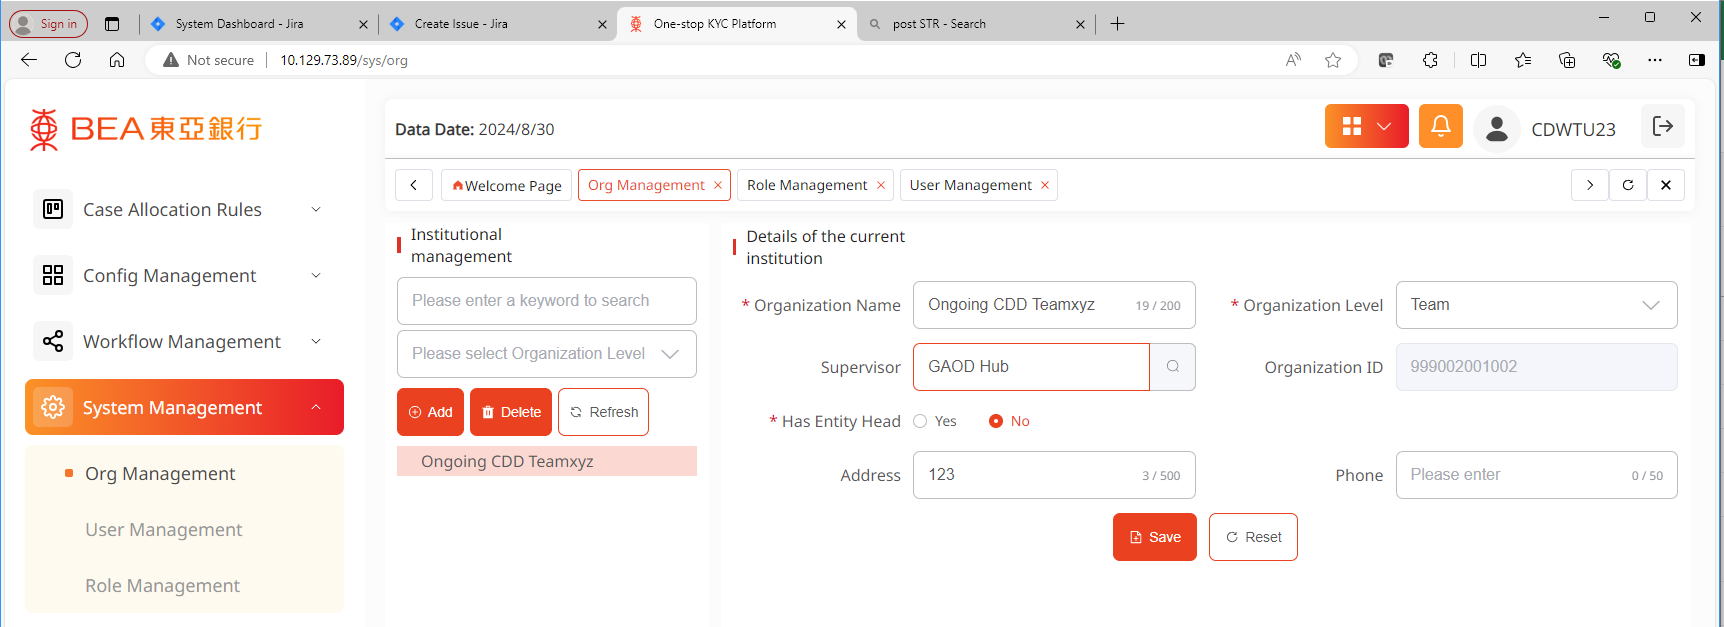 Sign in
System Dashboard - Jira
Create Issue - Jira
One-stop KYC Platform
post STR - Search
Not secure
10.129.73.89/sys/org
BEA東亞銀行
Data Date: 2024/8/30
CDWTU23
Welcome Page
Org Management
Role Management
User Management
Case Allocation Rules
Config Management
Workflow Management
System Management
Org Management
User Management
Role Management
Institutional
management
Please enter a keyword to search
Please select Organization Level
Add
Delete
Refresh
Ongoing CDD Teamxyz
Details of the current
institution
* Organization Name
Ongoing CDD Teamxyz
19 / 200
* Organization Level
Team
Supervisor
GAOD Hub
Organization ID
999002001002
* Has Entity Head
Yes
No
Address
123
3 / 500
Phone
Please enter
0 / 50
Save
Reset